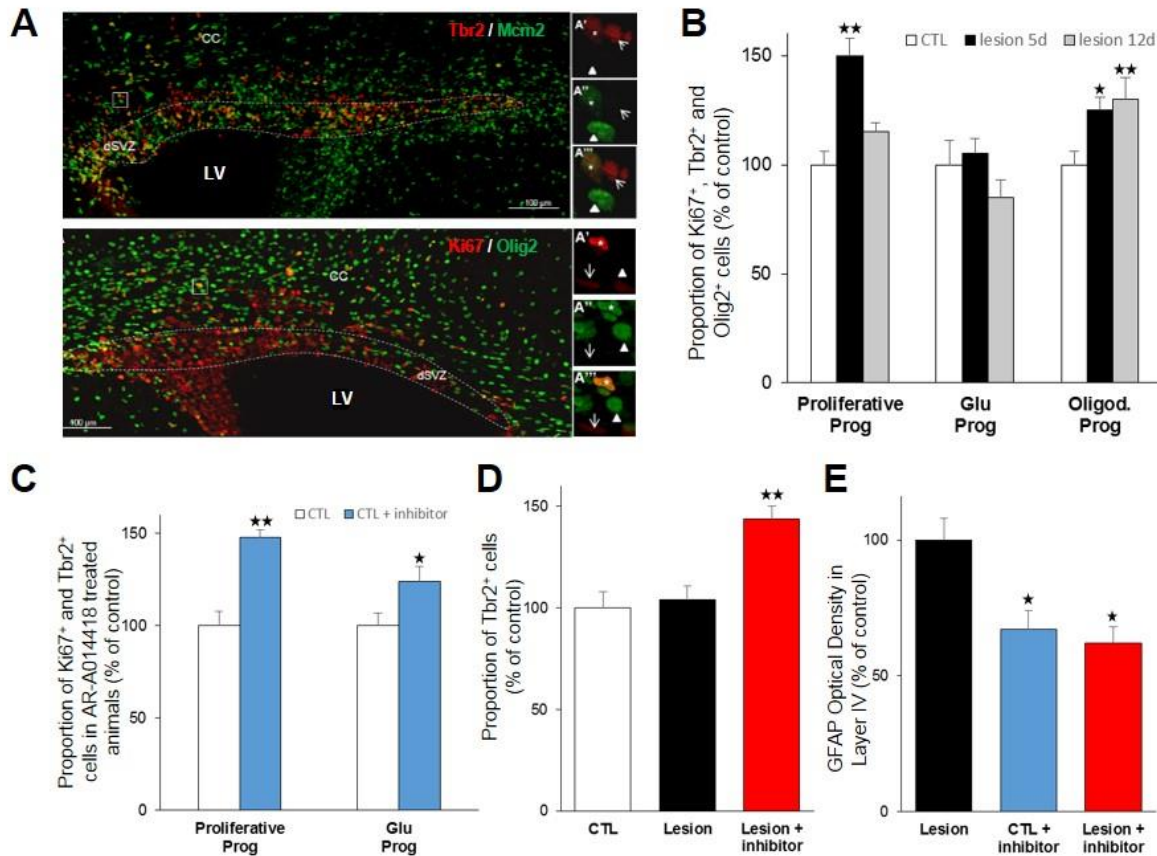 A
Tbr2 / Mcm2
CC
dSVZ
LV
100 µm
A'
A''
A'''
Ki67 / Olig2
CC
dSVZ
LV
100 µm
A'
A''
A'''
B
CTL lesion 5d lesion 12d
Proportion of Ki67⁺, Tbr2⁺ and
Olig2⁺ cells (% of control)
150
100
50
0
Proliferative
Prog
Glu
Prog
Oligod.
Prog
C
CTL CTL + inhibitor
Proportion of Ki67⁺ and Tbr2⁺
cells in AR-A014418 treated
animals (% of control)
150
100
50
0
Proliferative
Prog
Glu
Prog
D
Proportion of Tbr2⁺ cells
(% of control)
150
100
50
0
CTL
Lesion
Lesion +
inhibitor
E
GFAP Optical Density in
Layer IV (% of control)
100
50
0
Lesion
CTL +
inhibitor
Lesion +
inhibitor